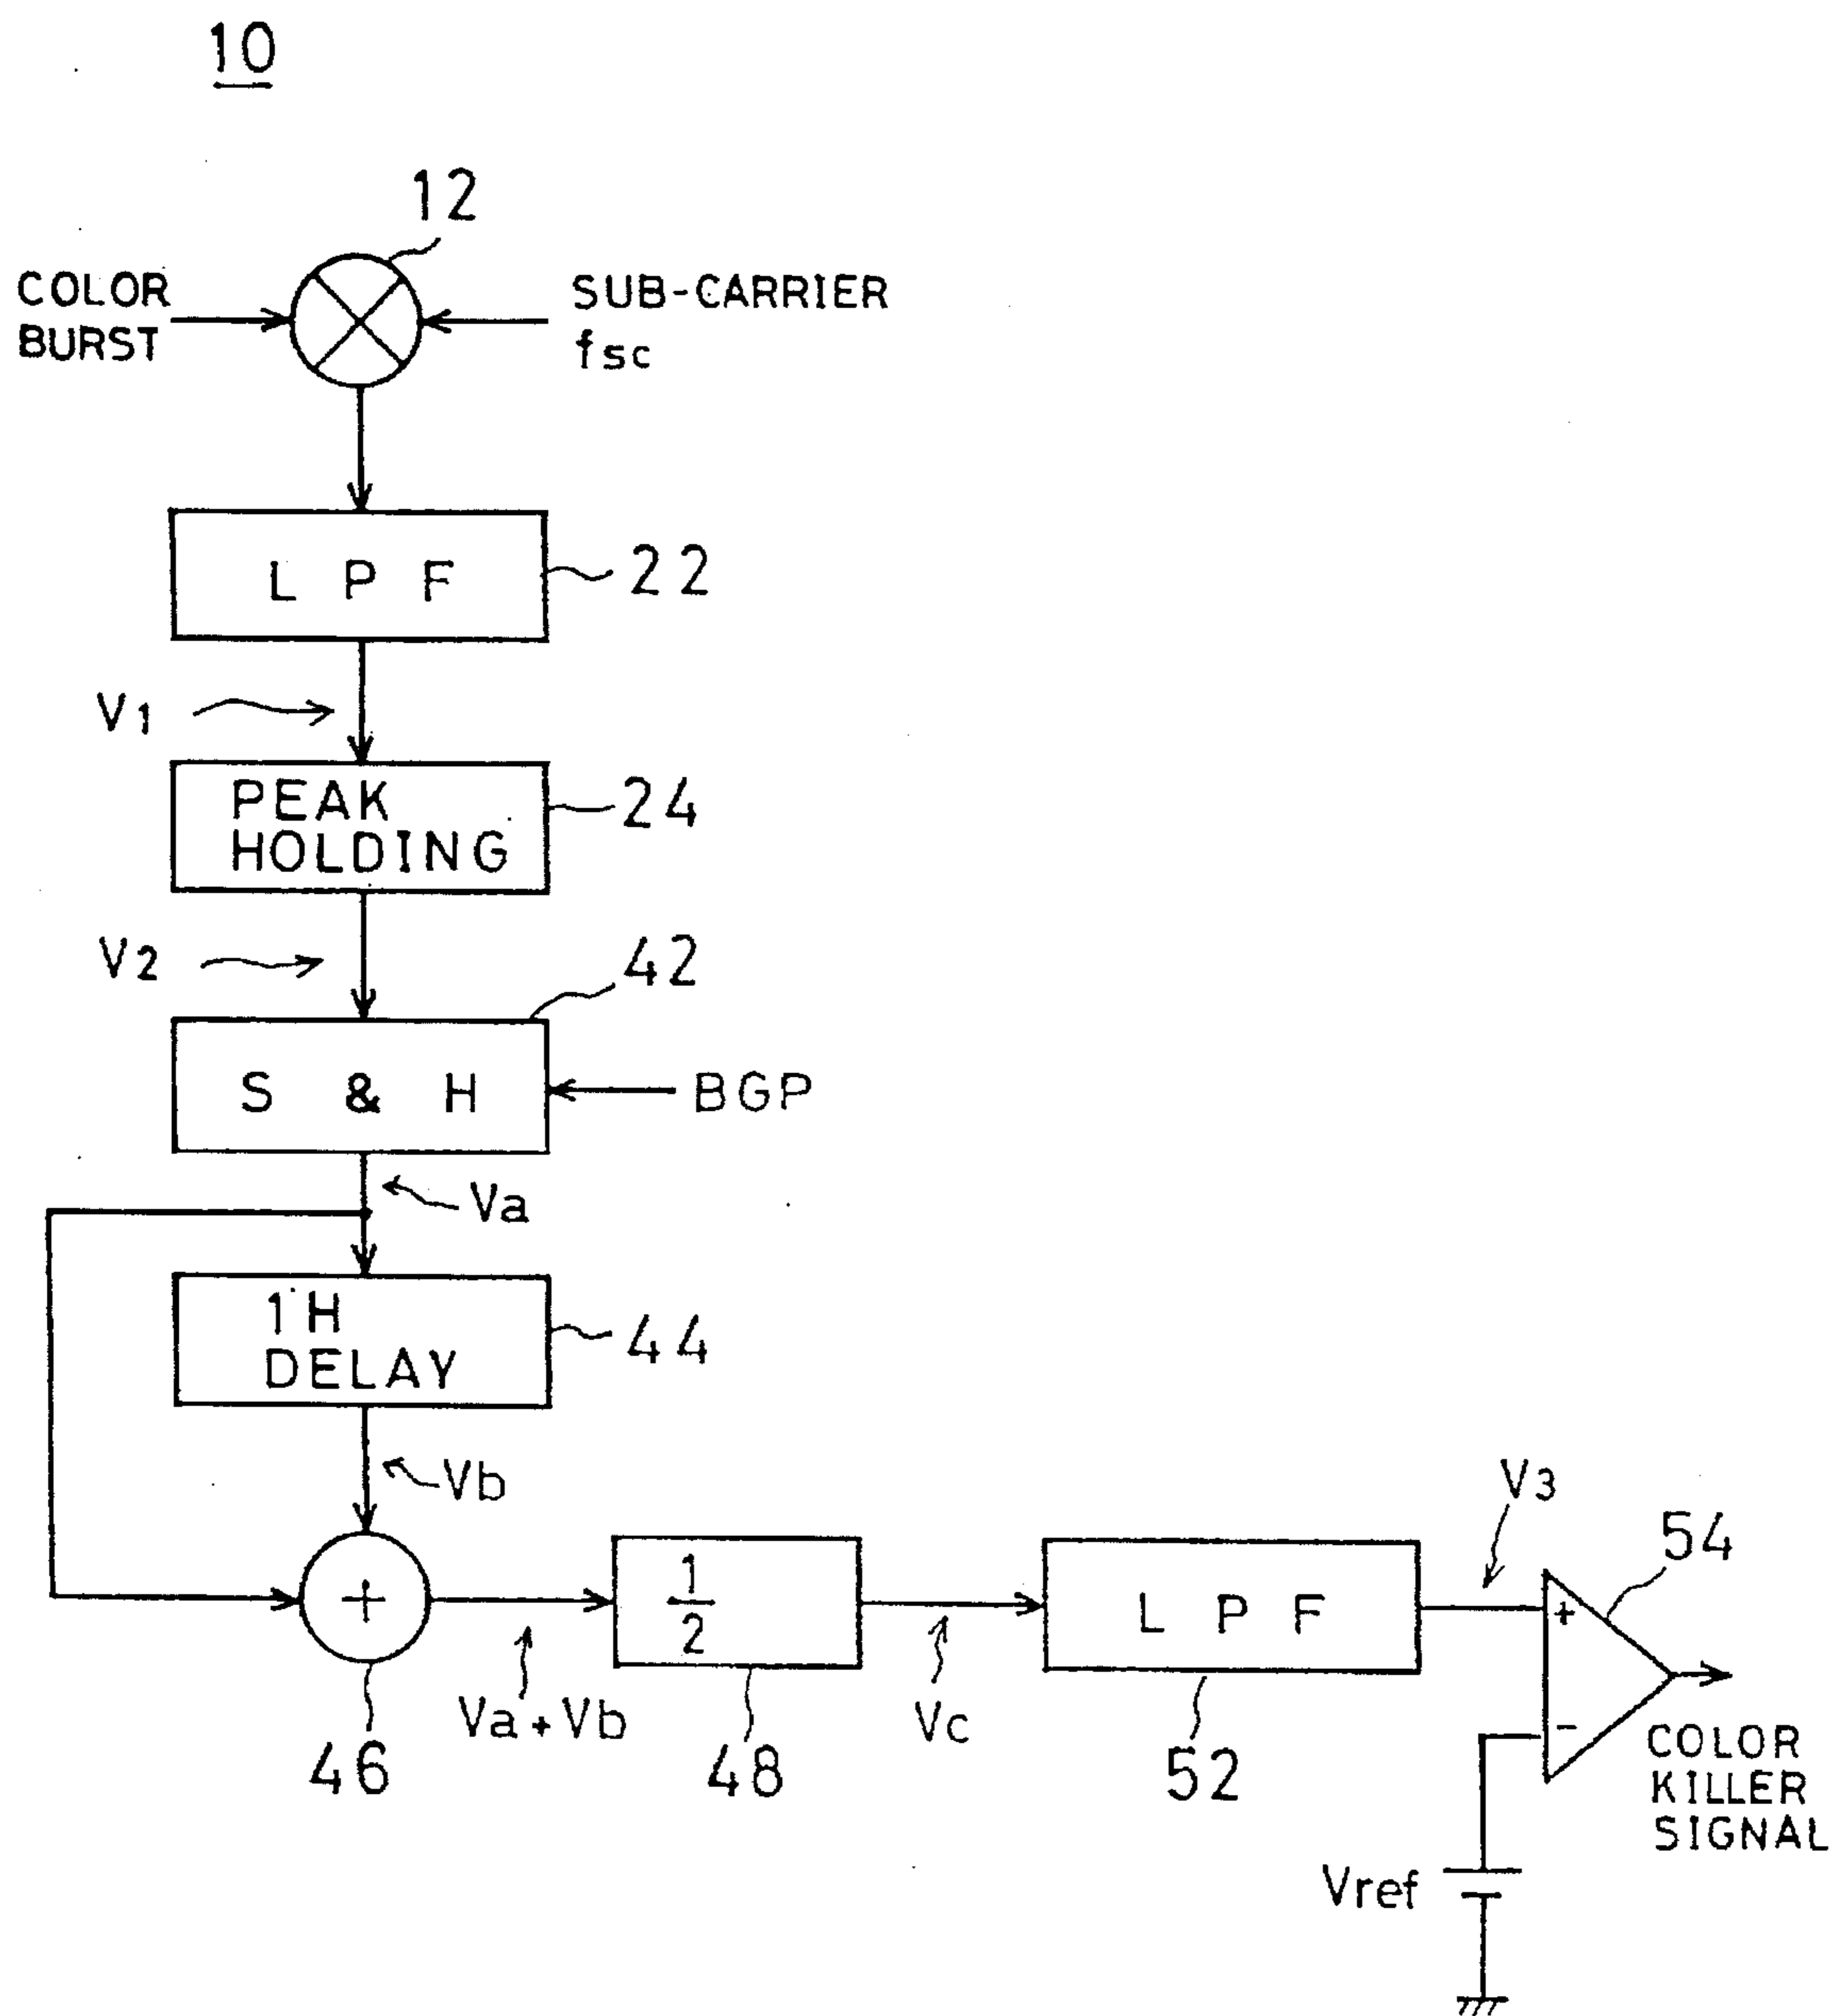 10
12
COLOR
BURST
SUB-CARRIER
fsc
L P F
22
V1
PEAK
HOLDING
24
V2
42
S & H
BGP
Va
1H
DELAY
44
Vb
V3
54
+
1
2
L P F
+
-
Va+Vb
Vc
46
48
52
COLOR
KILLER
SIGNAL
Vref